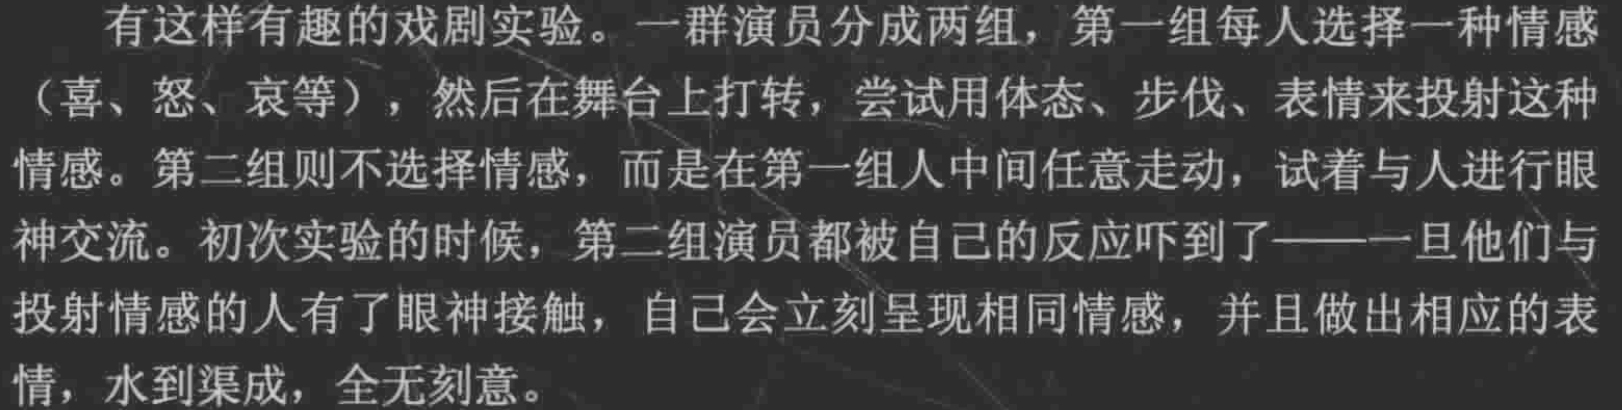 有这样有趣的戏剧实验。一群演员分成两组，第一组每人选择一种情感
（喜、怒、哀等），然后在舞台上打转，尝试用体态、步伐、表情来投射这种
情感。第二组则不选择情感，而是在第一组人中间任意走动，试着与人进行眼
神交流。初次实验的时候，第二组演员都被自己的反应吓到了——一旦他们与
投射情感的人有了眼神接触，自己会立刻呈现相同情感，并且做出相应的表
情，水到渠成，全无刻意。